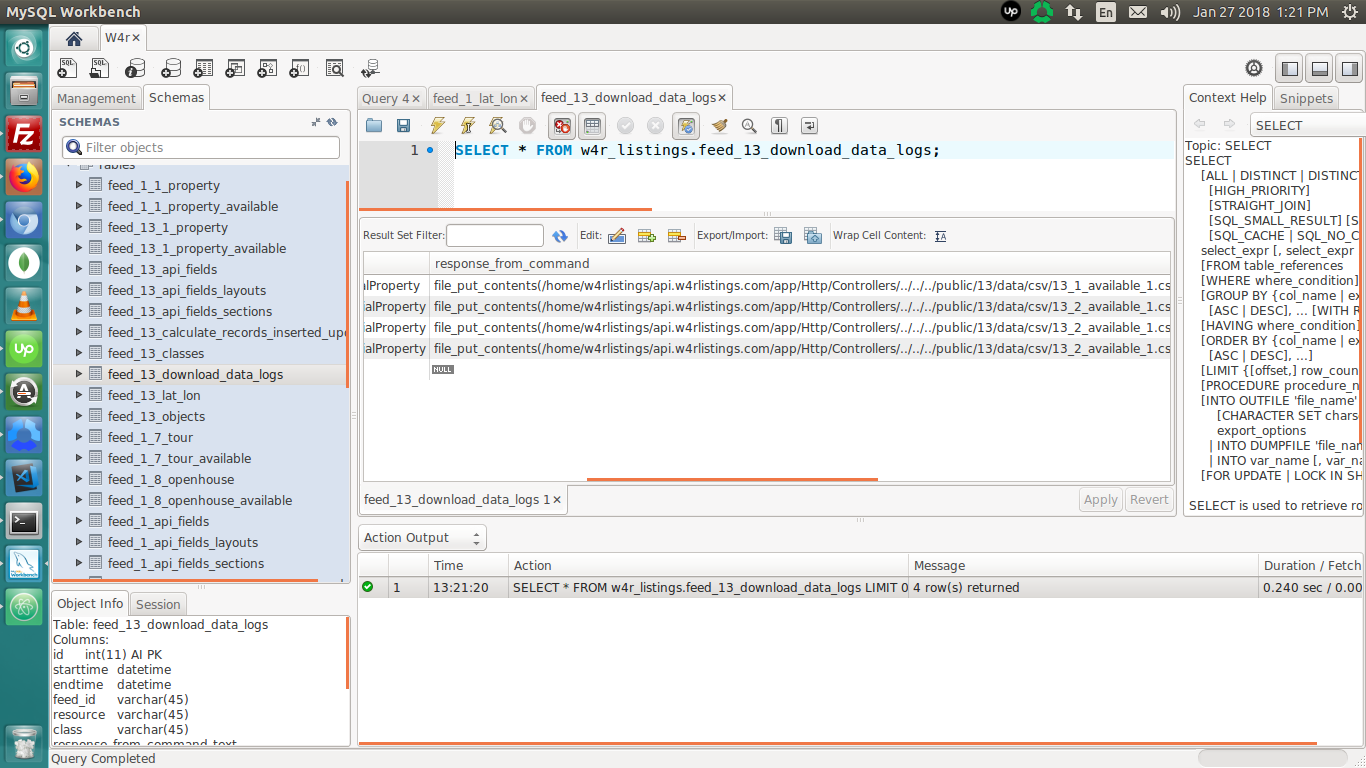 MySQL Workbench
Up
En
Jan 27 2018 1:21 PM
W4r
Management
Schemas
SCHEMAS
Filter objects
Tables
feed_1_1_property
feed_1_1_property_available
feed_13_1_property
feed_13_1_property_available
feed_13_api_fields
feed_13_api_fields_layouts
feed_13_api_fields_sections
feed_13_calculate_records_inserted_upd
feed_13_classes
feed_13_download_data_logs
feed_13_lat_lon
feed_13_objects
feed_1_7_tour
feed_1_7_tour_available
feed_1_8_openhouse
feed_1_8_openhouse_available
feed_1_api_fields
feed_1_api_fields_layouts
feed_1_api_fields_sections
Object Info
Session
Table: feed_13_download_data_logs
Columns:
id int(11) AI PK
starttime datetime
endtime datetime
feed_id varchar(45)
resource varchar(45)
class varchar(45)
response_from_command text
Query Completed
Query 4
feed_1_lat_lon
feed_13_download_data_logs
1
SELECT * FROM w4r_listings.feed_13_download_data_logs;
Result Set Filter:
Edit:
Export/Import:
Wrap Cell Content:
response_from_command
alProperty file_put_contents(/home/w4rlistings/api.w4rlistings.com/app/Http/Controllers/../../../public/13/data/csv/13_1_available_1.cs
ialProperty file_put_contents(/home/w4rlistings/api.w4rlistings.com/app/Http/Controllers/../../../public/13/data/csv/13_2_available_1.cs
ialProperty file_put_contents(/home/w4rlistings/api.w4rlistings.com/app/Http/Controllers/../../../public/13/data/csv/13_2_available_1.cs
ialProperty file_put_contents(/home/w4rlistings/api.w4rlistings.com/app/Http/Controllers/../../../public/13/data/csv/13_2_available_1.cs
NULL
feed_13_download_data_logs 1
Apply
Revert
Action Output
Time Action Message Duration / Fetch
1 13:21:20 SELECT * FROM w4r_listings.feed_13_download_data_logs LIMIT 0 4 row(s) returned 0.240 sec / 0.00
Context Help
Snippets
SELECT
Topic: SELECT
SELECT
[ALL | DISTINCT | DISTINCT
[HIGH_PRIORITY]
[STRAIGHT_JOIN]
[SQL_SMALL_RESULT] [S
[SQL_CACHE | SQL_NO_C
select_expr [, select_expr
[FROM table_references
[WHERE where_condition]
[GROUP BY {col_name | ex
[ASC | DESC], ... [WITH R
[HAVING where_condition]
[ORDER BY {col_name | ex
[ASC | DESC], ...]
[LIMIT {[offset,] row_coun
[PROCEDURE procedure_n
[INTO OUTFILE 'file_name'
[CHARACTER SET chars
export_options
| INTO DUMPFILE 'file_nam
| INTO var_name [, var_na
[FOR UPDATE | LOCK IN SH
SELECT is used to retrieve ro